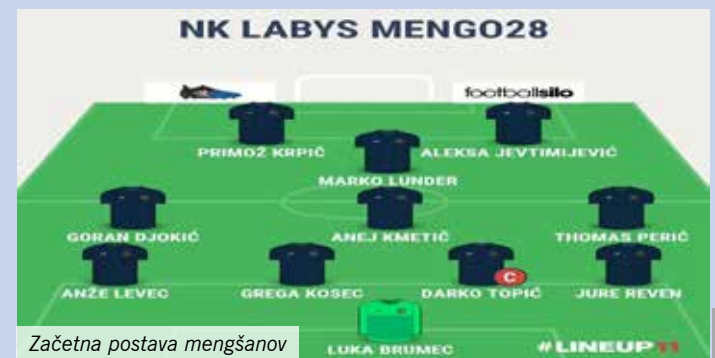 NK LABYS MENGO28
footballsilo
PRIMOŽ KRPIČ
ALEKSA JEVTIMIJEVIĆ
MARKO LUNDER
GORAN DJOKIĆ
ANEJ KMETIČ
THOMAS PERIĆ
ANŽE LEVEC
GREGA KOSEC
DARKO TOPIĆ
C
JURE REVEN
LUKA BRUMEC
#LINEUP11
Začetna postava mengšanov